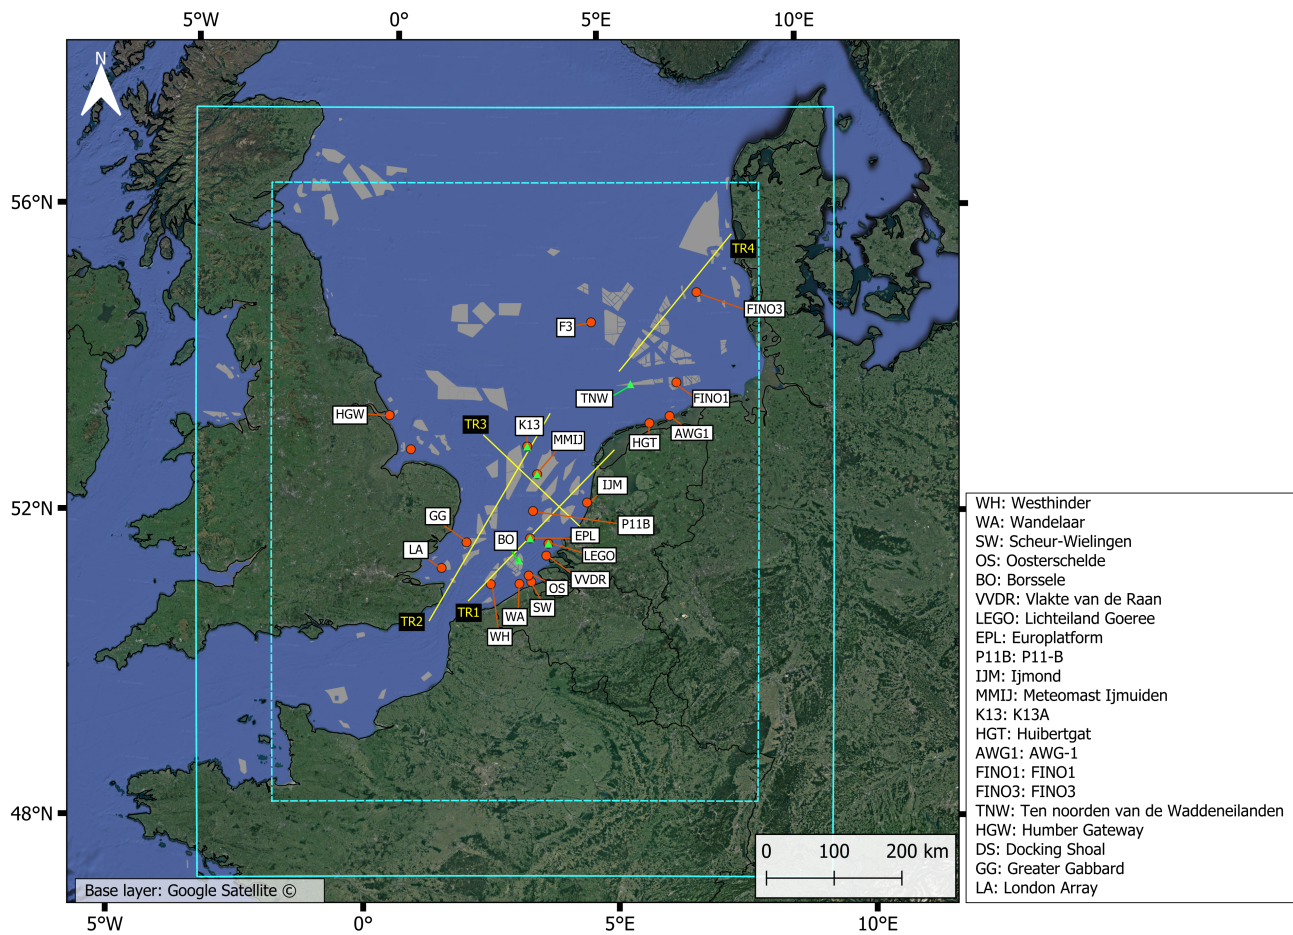 5°W 0° 5°E 10°E
N
56°N
TR4
FINO3
F3
TNW
FINO1
HGW
TR3
K13
MMIJ
HGT
AWG1
IJM
52°N
GG
P11B
BO
EPL
LA
LEGO
VVDR
OS
SW
TR1
TR2
WA
WH
48°N
0 100 200 km
Base layer: Google Satellite ©
5°W 0° 5°E 10°E
WH: Westhinder
WA: Wandelaar
SW: Scheur-Wielingen
OS: Oosterschelde
BO: Borssele
VVDR: Vlakte van de Raan
LEGO: Lichteiland Goeree
EPL: Europlatform
P11B: P11-B
IJM: Ijmond
MMIJ: Meteomast Ijmuiden
K13: K13A
HGT: Huibertgat
AWG1: AWG-1
FINO1: FINO1
FINO3: FINO3
TNW: Ten noorden van de Waddeneilanden
HGW: Humber Gateway
DS: Docking Shoal
GG: Greater Gabbard
LA: London Array